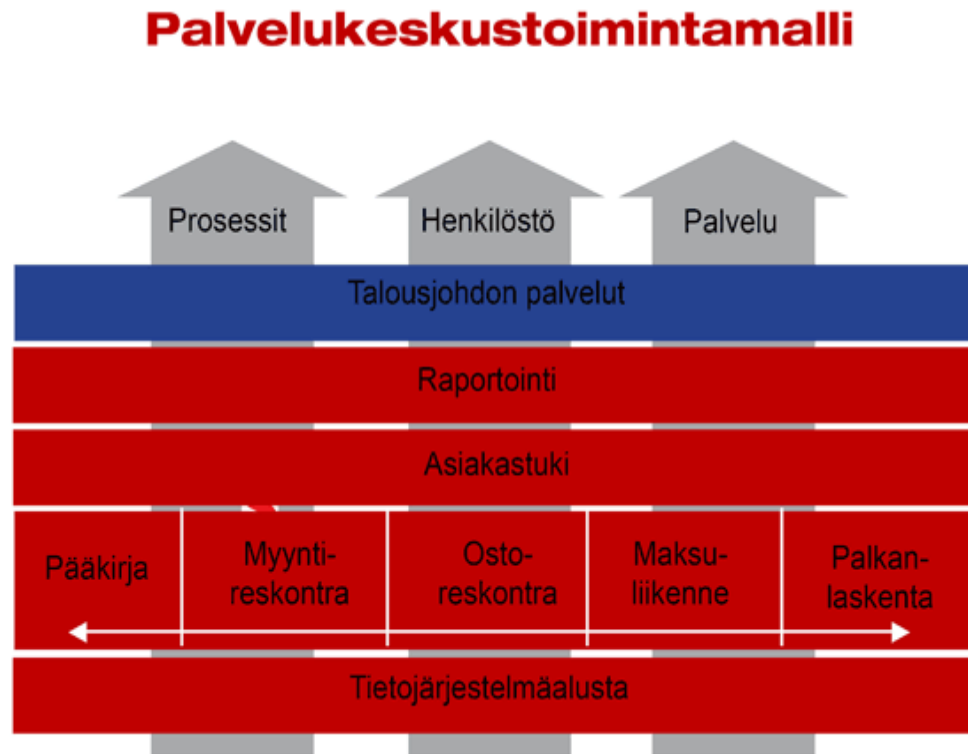 Palvelukeskustoimintamalli
Prosessit
Henkilöstö
Palvelu
Talousjohdon palvelut
Raportointi
Asiakastuki
Pääkirja
Myynti-
reskontra
Osto-
reskontra
Maksu-
liikenne
Palkan-
laskenta
Tietojärjestelmäalusta